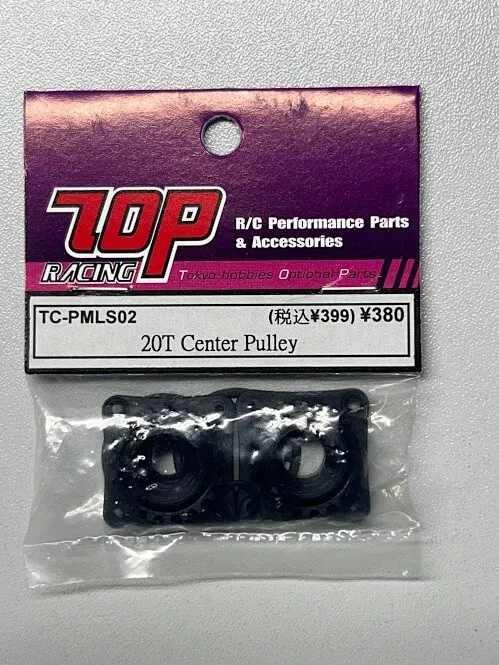 TOP
RACING
R/C Performance Parts
& Accessories
Tokyo hobbies Optional Parts
TC-PMLS02 (税込¥399) ¥380
20T Center Pulley